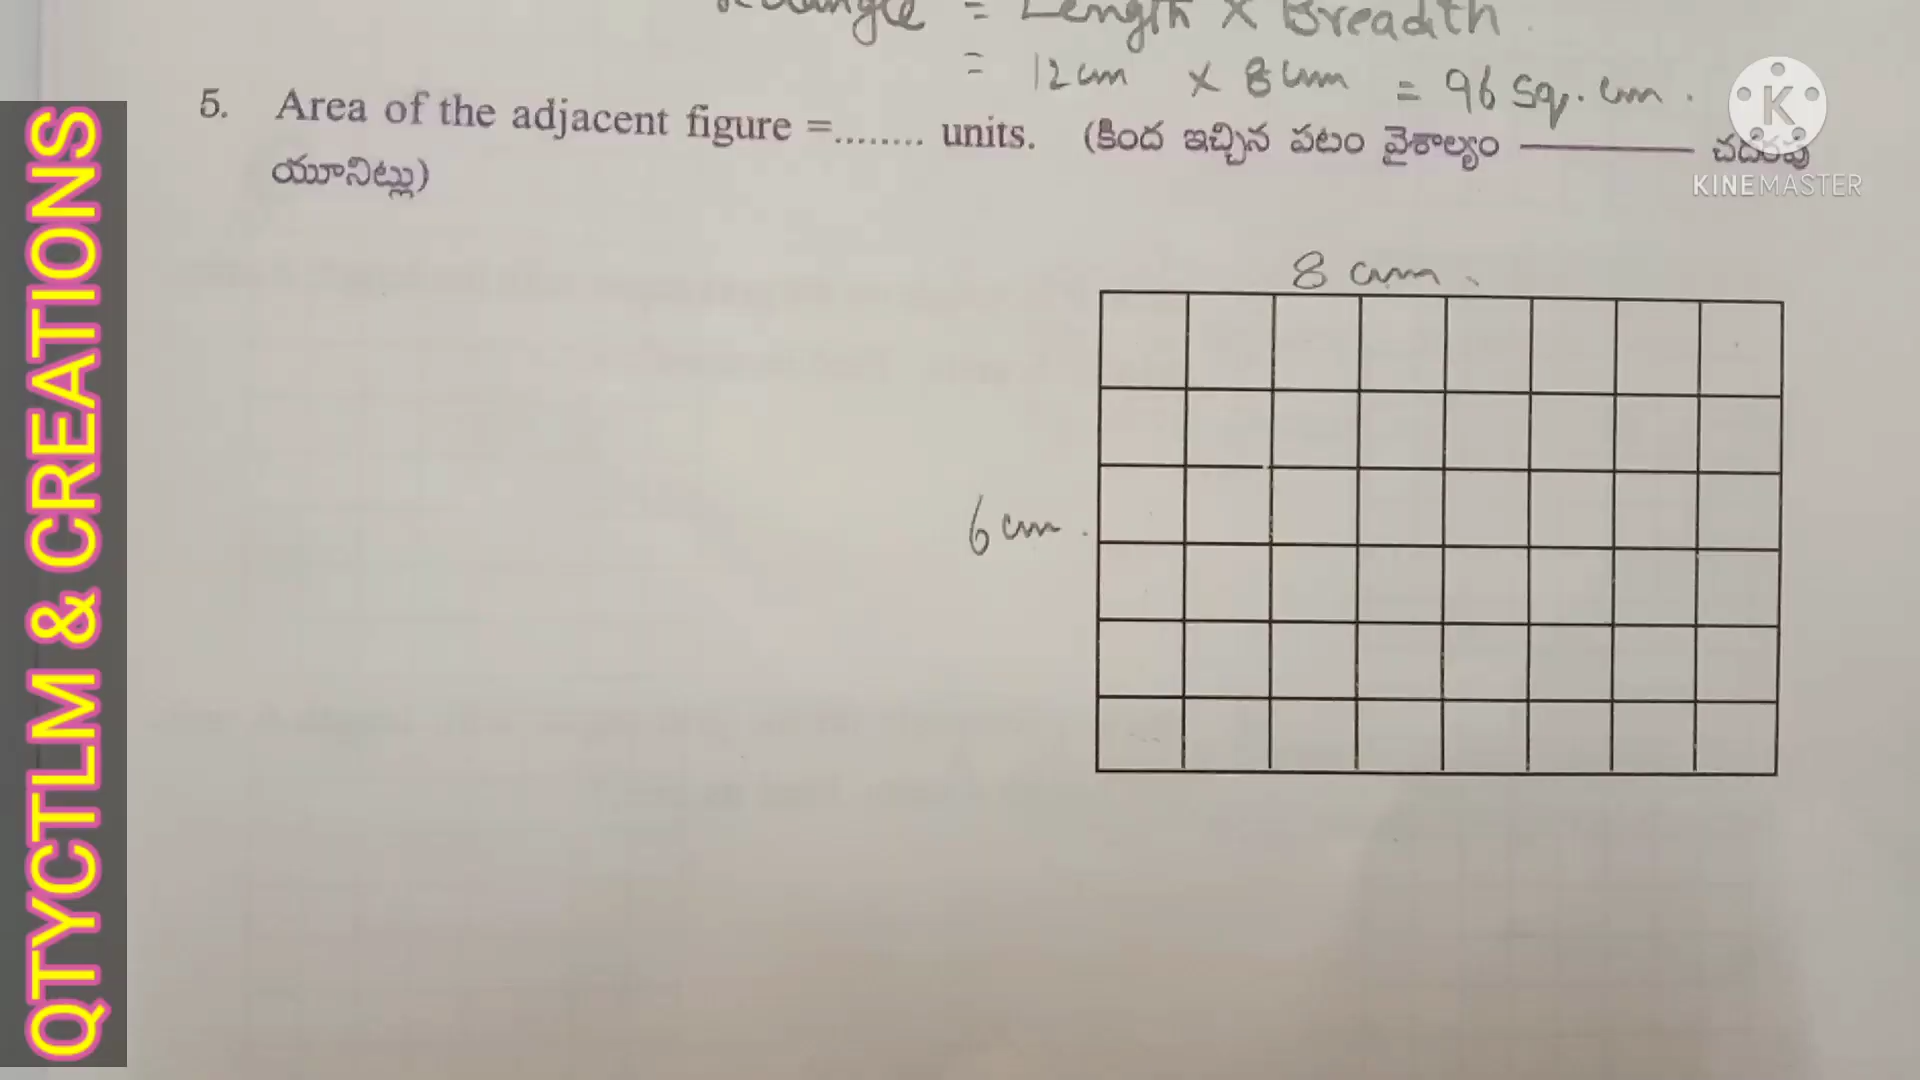 = Length X Breadth
= 12 cm X 8 cm = 96 Sq. cm.
5. Area of the adjacent figure =........ units. (కింద ఇచ్చిన పటం వైశాల్యం ———— చదరపు
యూనిట్లు)
K
KINEMASTER
8 cm.
6 cm.
QTYCTLM & CREATIONS